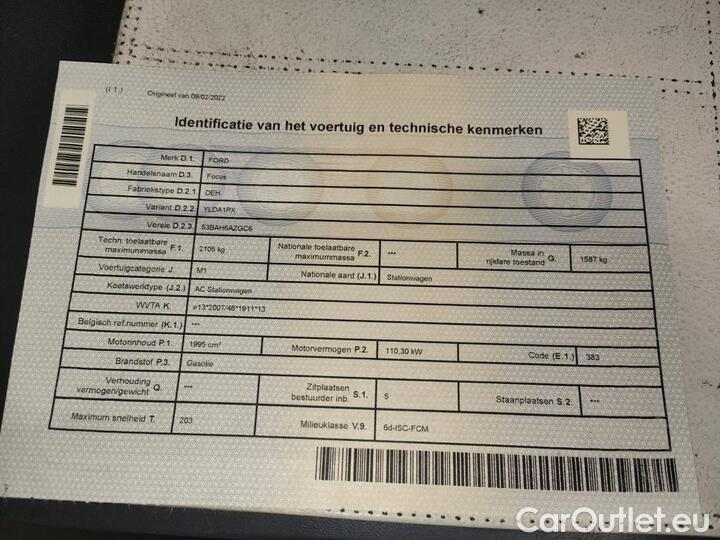 (I 1.)
Origineel van 09/02/2022
Identificatie van het voertuig en technische kenmerken
Merk D.1. FORD
Handelsnaam D.3. Focus
Fabriekstype D.2.1 DEH
Variant D.2.2. YLDA1PX
Versie D.2.3. 53BAH6AZGC6
Techn. toelaatbare maximummassa F.1. 2105 kg Nationale toelaatbare maximummassa F.2. *** Massa in rijklare toestand G. 1587 kg
Voertuigcategorie J. M1 Nationale aard (J.1.) Stationwagen
Koetswerktype (J.2.) AC Stationwagen
WVTA K. e13*2007/46*1911*13
Belgisch ref.nummer (K.1.) ***
Motorinhoud P.1. 1995 cm³ Motorvermogen P.2. 110,30 kW Code (E.1.) 383
Brandstof P.3. Gasolie
Verhouding vermogen/gewicht Q. *** Zitplaatsen bestuurder inb. S.1. 5 Staanplaatsen S.2. ***
Maximum snelheid T. 203 Milieuklasse V.9. 6d-ISC-FCM
CarOutlet.eu